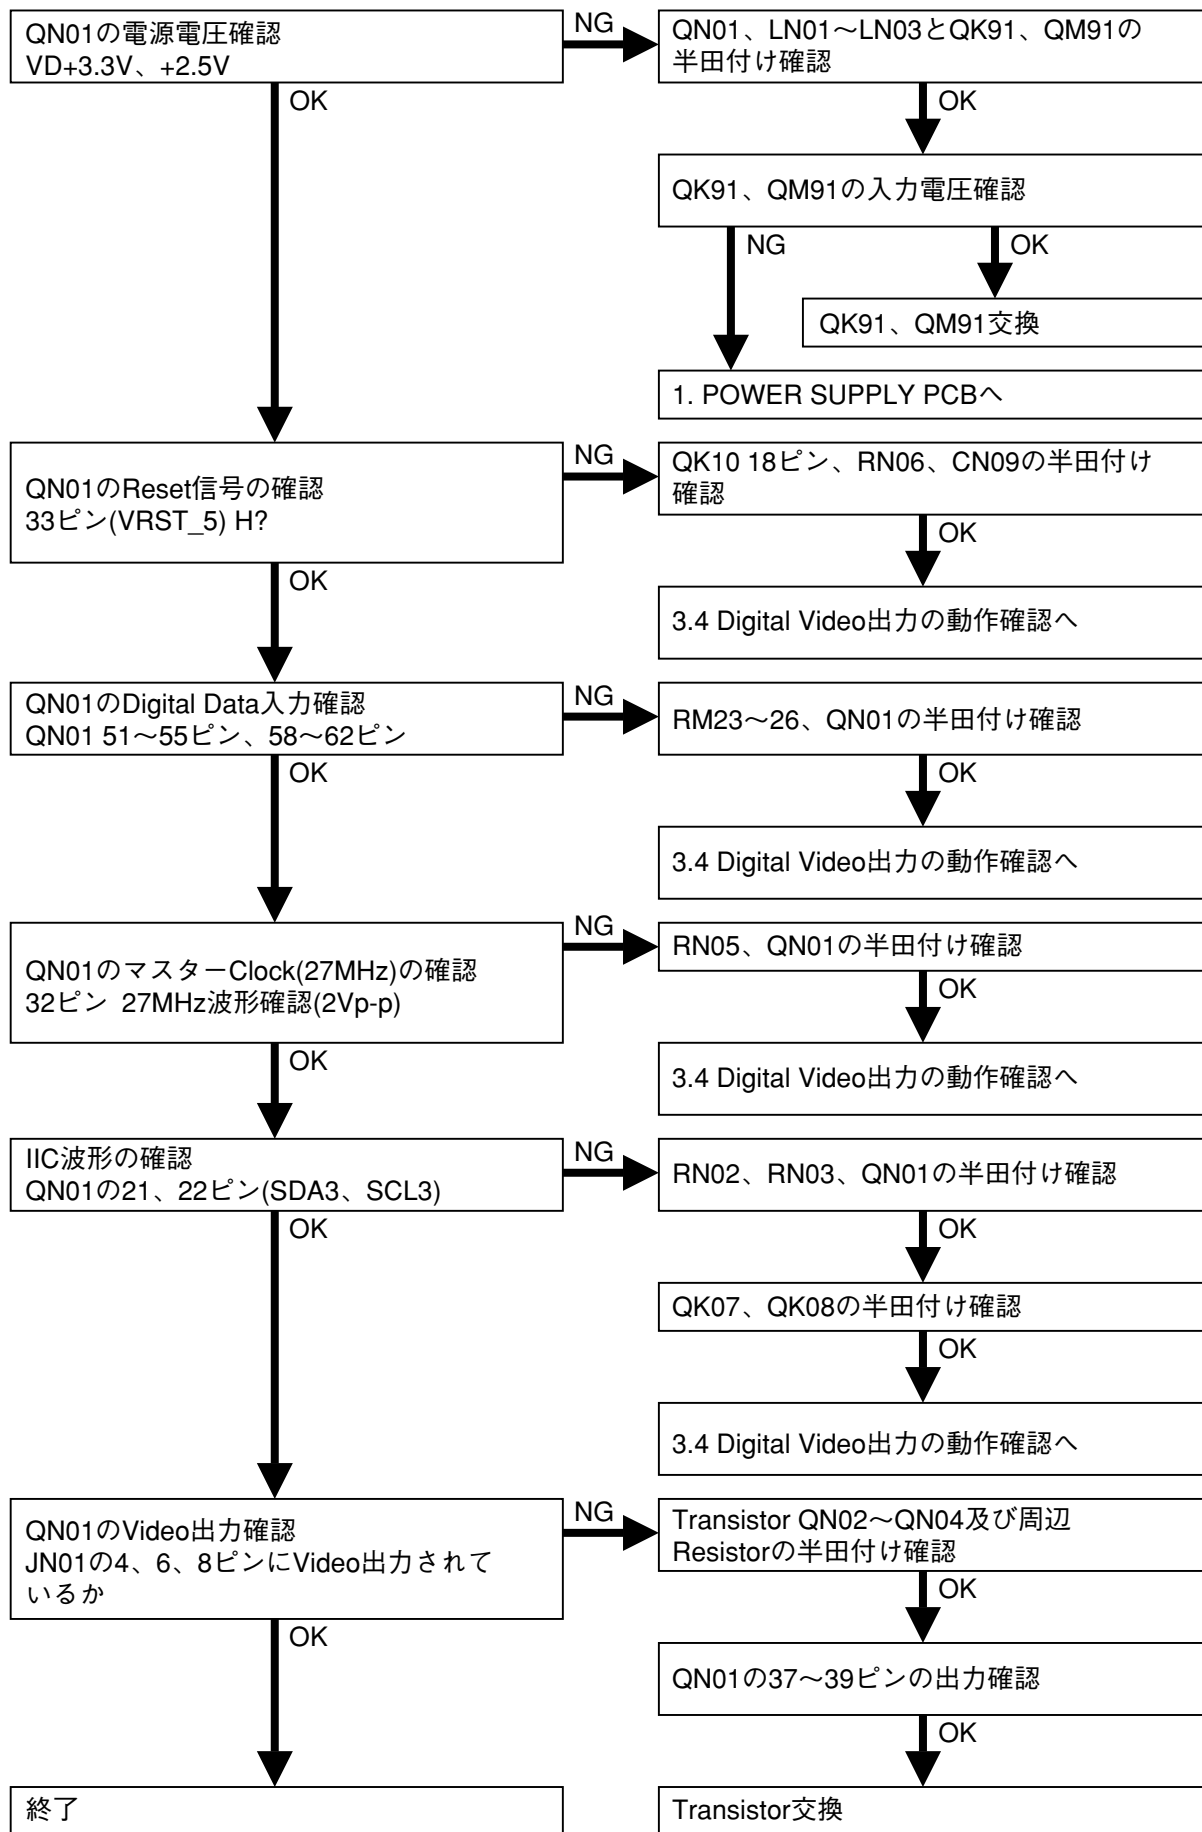 QN01の電源電圧確認
VD+3.3V、+2.5V
NG
QN01、LN01～LN03とQK91、QM91の
半田付け確認
OK
OK
QK91、QM91の入力電圧確認
NG
OK
QK91、QM91交換
1. POWER SUPPLY PCBへ
QN01のReset信号の確認
33ピン(VRST_5) H?
NG
QK10 18ピン、RN06、CN09の半田付け
確認
OK
OK
3.4 Digital Video出力の動作確認へ
QN01のDigital Data入力確認
QN01 51～55ピン、58～62ピン
NG
RM23～26、QN01の半田付け確認
OK
OK
3.4 Digital Video出力の動作確認へ
QN01のマスターClock(27MHz)の確認
32ピン 27MHz波形確認(2Vp-p)
NG
RN05、QN01の半田付け確認
OK
OK
3.4 Digital Video出力の動作確認へ
IIC波形の確認
QN01の21、22ピン(SDA3、SCL3)
NG
RN02、RN03、QN01の半田付け確認
OK
OK
QK07、QK08の半田付け確認
OK
3.4 Digital Video出力の動作確認へ
QN01のVideo出力確認
JN01の4、6、8ピンにVideo出力されて
いるか
NG
Transistor QN02～QN04及び周辺
Resistorの半田付け確認
OK
OK
QN01の37～39ピンの出力確認
OK
終了
Transistor交換